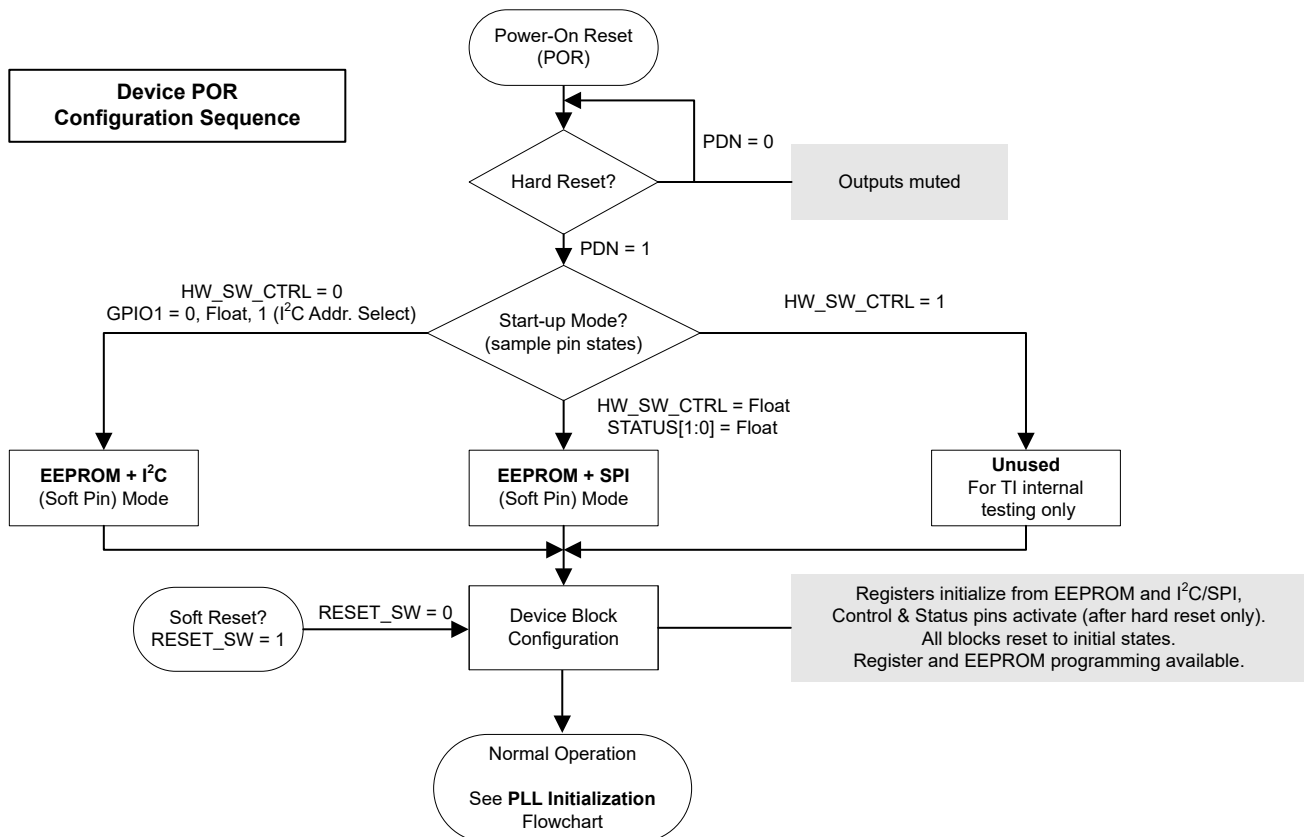 Power-On Reset
(POR)
Device POR
Configuration Sequence
PDN = 0
Hard Reset?
Outputs muted
PDN = 1
HW_SW_CTRL = 0
GPIO1 = 0, Float, 1 (I²C Addr. Select)
Start-up Mode?
(sample pin states)
HW_SW_CTRL = 1
HW_SW_CTRL = Float
STATUS[1:0] = Float
EEPROM + I²C
(Soft Pin) Mode
EEPROM + SPI
(Soft Pin) Mode
Unused
For TI internal
testing only
Soft Reset?
RESET_SW = 1
RESET_SW = 0
Device Block
Configuration
Registers initialize from EEPROM and I²C/SPI,
Control & Status pins activate (after hard reset only).
All blocks reset to initial states.
Register and EEPROM programming available.
Normal Operation
See PLL Initialization
Flowchart